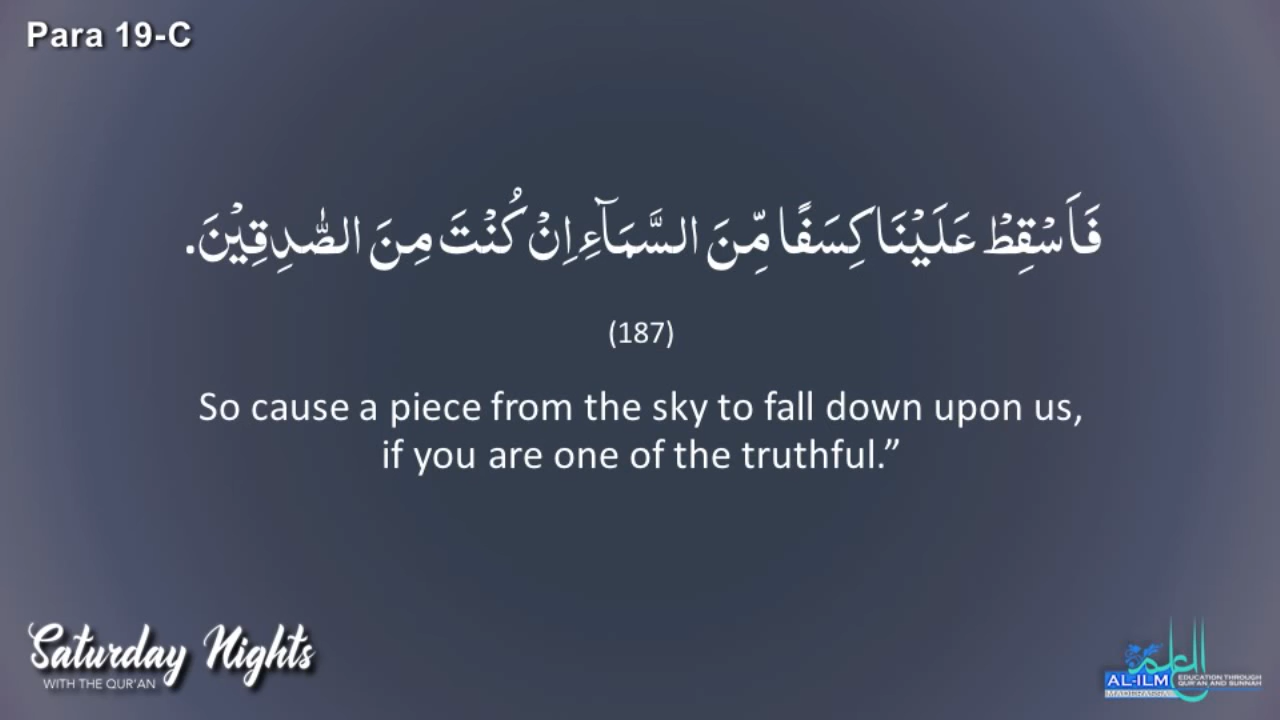 Para 19-C
فَاَسْقِطْ عَلَيْنَا كِسَفًا مِّنَ السَّمَآءِ اِنْ كُنْتَ مِنَ الصّٰدِقِيْنَ.
(187)
So cause a piece from the sky to fall down upon us,
if you are one of the truthful.”
Saturday Nights
WITH THE QUR'AN
العلم
AL-ILM
MADRASSA
EDUCATION THROUGH
QUR'AN AND SUNNAH